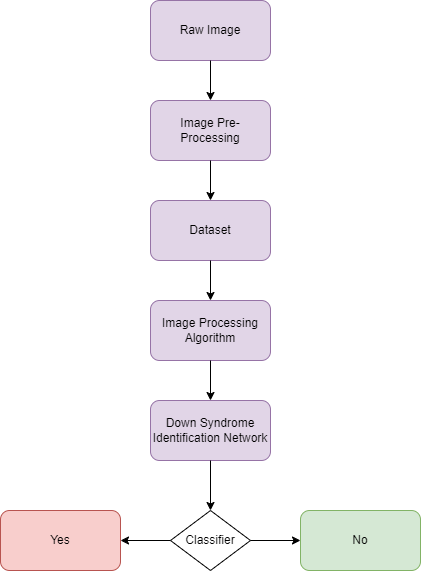 Raw Image
Image Pre-
Processing
Dataset
Image Processing
Algorithm
Down Syndrome
Identification Network
Yes
Classifier
No